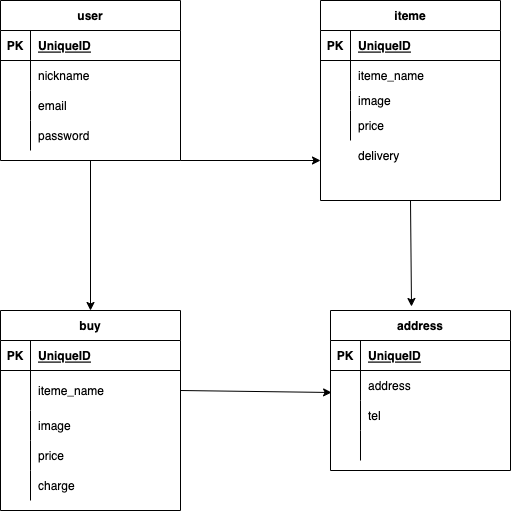 user
PK UniqueID
nickname
email
password
iteme
PK UniqueID
iteme_name
image
price
delivery
buy
PK UniqueID
iteme_name
image
price
charge
address
PK UniqueID
address
tel